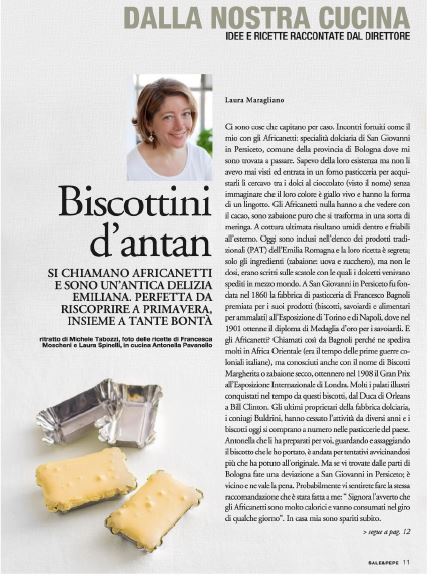 DALLA NOSTRA CUCINA
IDEE E RICETTE RACCONTATE DAL DIRETTORE
Biscottini
d'antan
SI CHIAMANO AFRICANETTI
E SONO UN'ANTICA DELIZIA
EMILIANA. PERFETTA DA
RISCOPRIRE A PRIMAVERA,
INSIEME A TANTE BONTÀ
ritratto di Michele Tabozzi, foto delle ricette di Francesca
Moscheni e Laura Spinelli, in cucina Antonella Pavanello
Laura Maragliano
Ci sono cose che capitano per caso. Incontri fortuiti come il
mio con gli Africanetti: specialità dolciaria di San Giovanni
in Persiceto, comune della provincia di Bologna dove mi
sono trovata a passare. Sapevo della loro esistenza ma non li
avevo mai visti ed entrata in un forno pasticceria per acqui-
starli li cercavo tra i dolci al cioccolato (visto il nome) senza
immaginare che il loro colore è giallo vivo e hanno la forma
di un lingotto. Gli Africanetti nulla hanno a che vedere con
il cacao, sono zabaione puro che si trasforma in una sorta di
meringa. A cottura ultimata risultano umidi dentro e friabili
all'esterno. Oggi sono inclusi nell'elenco dei prodotti tradi-
zionali (PAT) dell'Emilia Romagna e la loro ricetta è segreta;
solo gli ingredienti (zabaione: uova e zucchero), ma non le
dosi, erano scritti sulle scatole con le quali i dolcetti venivano
spediti in mezzo mondo. A San Giovanni in Persiceto fu fon-
data nel 1860 la fabbrica di pasticceria di Francesco Bagnoli
premiata per i suoi prodotti (biscotti, savoiardi e alimentari
per ammalati) all'Esposizione di Torino e di Napoli, dove nel
1901 ottenne il diploma di Medaglia d'oro per i savoiardi. E
gli Africanetti? Chiamati così da Bagnoli perché ne spediva
molti in Africa Orientale (era il tempo delle prime guerre co-
loniali italiane), ma conosciuti anche con il nome di Biscotti
Margherita o zabaione secco, ottennero nel 1908 il Gran Prix
all'Esposizione Internazionale di Londra. Molti i palati illustri
conquistati nel tempo da questi biscotti, dal Duca di Orleans
a Bill Clinton. Gli ultimi proprietari della fabbrica dolciaria,
i coniugi Buldrini, hanno cessato l'attività da diversi anni e i
biscotti oggi si comprano a numero nelle pasticcerie del paese.
Antonella che li ha preparati per voi, guardando e assaggiando
il biscotto che le ho portato, è andata per tentativi avvicinandosi
più che ha potuto all'originale. Ma se vi trovate dalle parti di
Bologna fate una deviazione a San Giovanni in Persiceto; è
vicino e ne vale la pena. Probabilmente vi sentirete fare la stessa
raccomandazione che è stata fatta a me: "Signora l'avverto che
gli Africanetti sono molto calorici e vanno consumati nel giro
di qualche giorno". In casa mia sono spariti subito.
> segue a pag. 12
SALE&PEPE 11